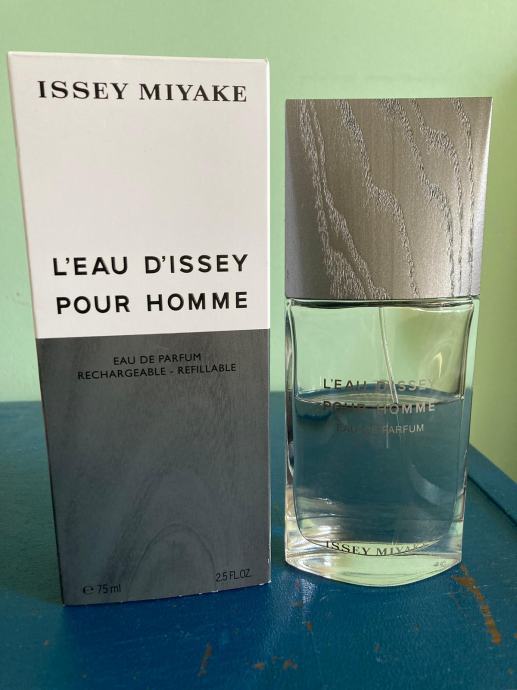 ISSEY MIYAKE
L'EAU D'ISSEY
POUR HOMME
EAU DE PARFUM
RECHARGEABLE - REFILLABLE
℮ 75 ml
2.5 FL.OZ.
L'EAU D'ISSEY
POUR HOMME
EAU DE PARFUM
ISSEY MIYAKE